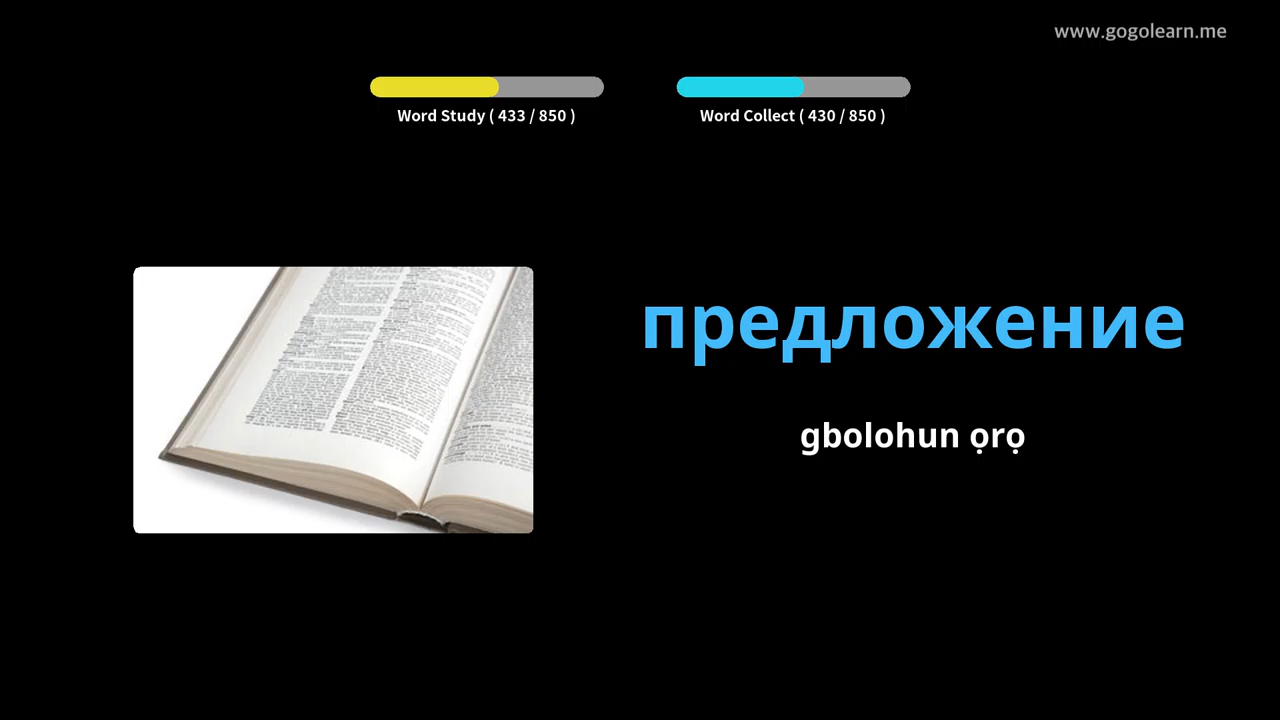 www.gogolearn.me
Word Study ( 433 / 850 )
Word Collect ( 430 / 850 )
предложение
gbolohun ọrọ